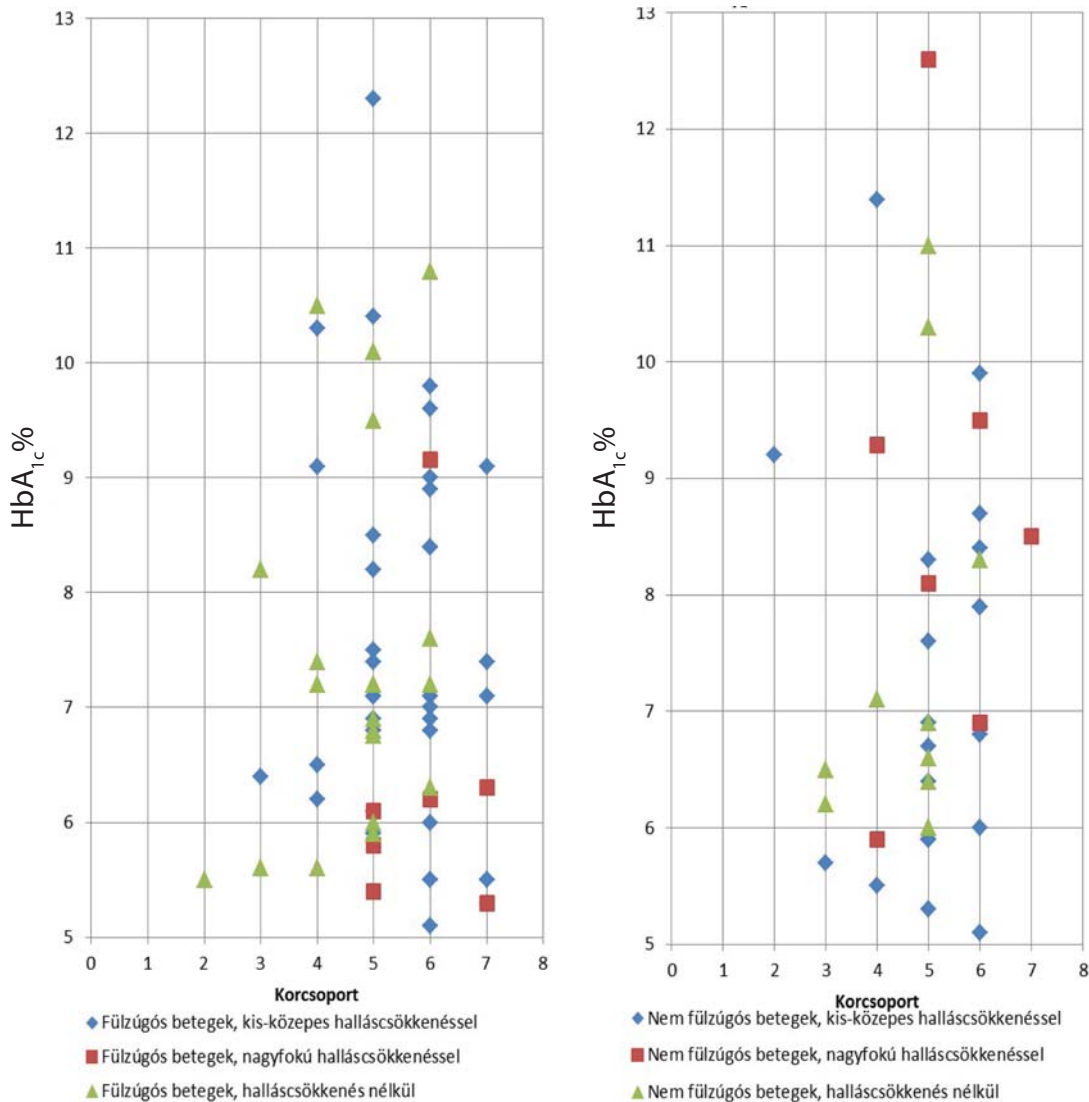 13
12
11
10
9
8
7
6
5
HbA1c%
0 1 2 3 4 5 6 7 8
Korcsoport
Fülzúgós betegek, kis-közepes halláscsökkenéssel
Fülzúgós betegek, nagyfokú halláscsökkenéssel
Fülzúgós betegek, halláscsökkenés nélkül
13
12
11
10
9
8
7
6
5
HbA1c%
0 1 2 3 4 5 6 7 8
Korcsoport
Nem fülzúgós betegek, kis-közepes halláscsökkenéssel
Nem fülzúgós betegek, nagyfokú halláscsökkenéssel
Nem fülzúgós betegek, halláscsökkenés nélkül